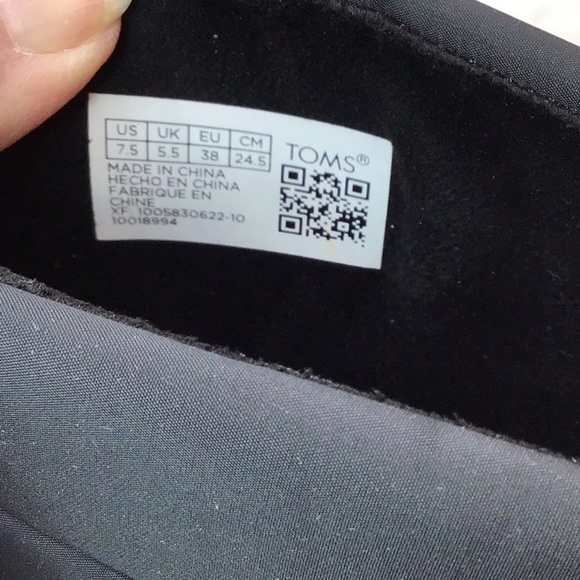 US UK EU CM
7.5 5.5 38 24.5
TOMS®
MADE IN CHINA
HECHO EN CHINA
FABRIQUE EN
CHINE
XF: 1005830622-10
10018994